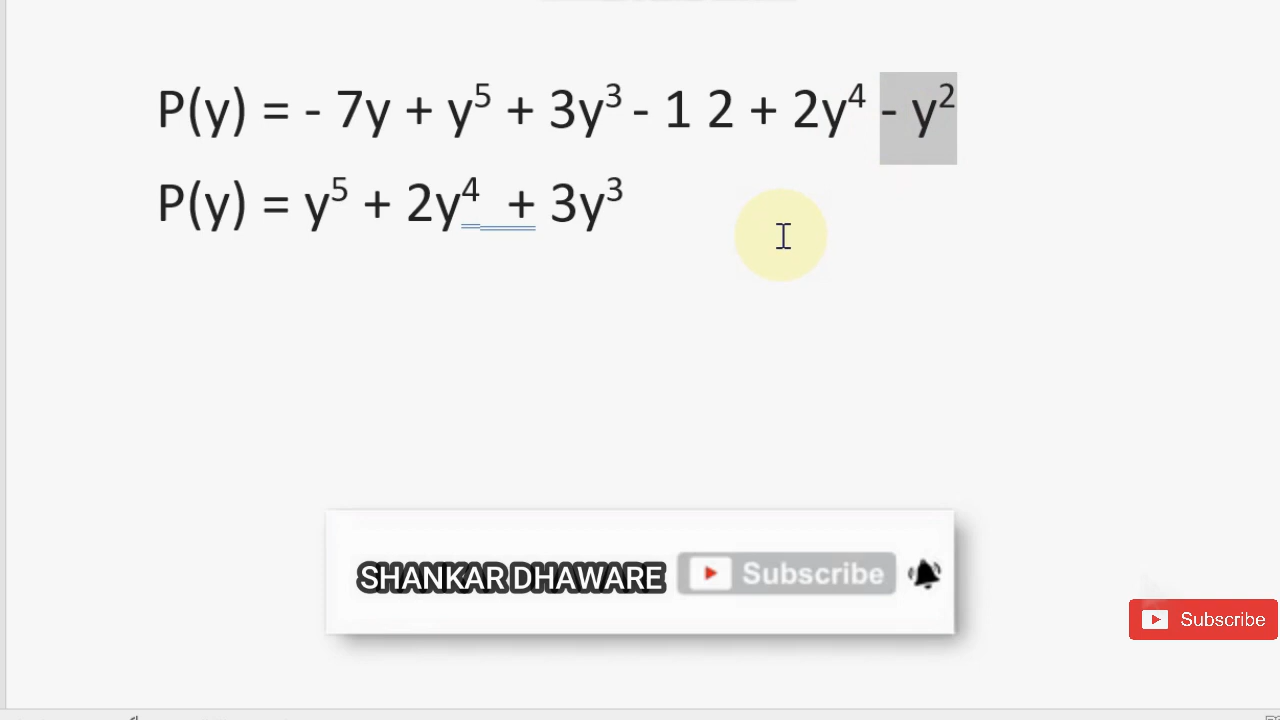 P(y) = - 7y + y⁵ + 3y³ - 1 2 + 2y⁴ - y²
P(y) = y⁵ + 2y⁴ + 3y³
SHANKAR DHAWARE Subscribe
Subscribe